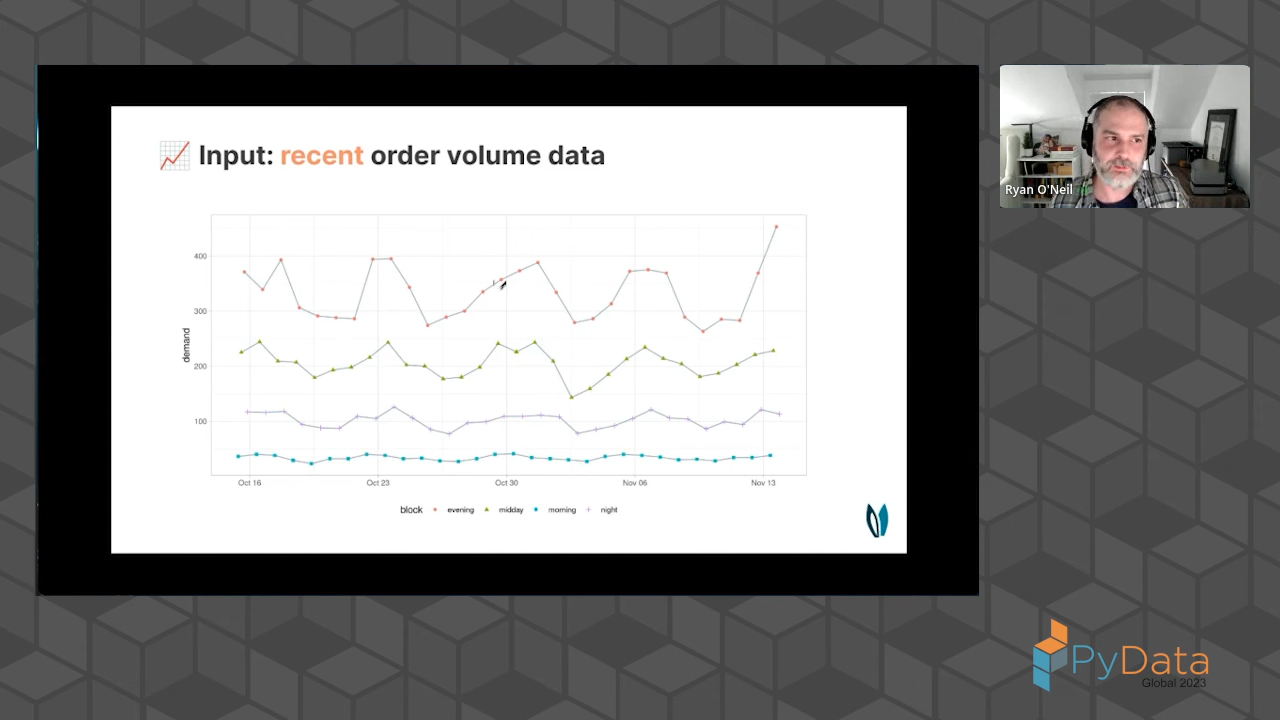 Input: recent order volume data
demand
400
300
200
100
Oct 16 Oct 23 Oct 30 Nov 06 Nov 13
block evening midday morning night
Ryan O'Neil
PyData
Global 2023